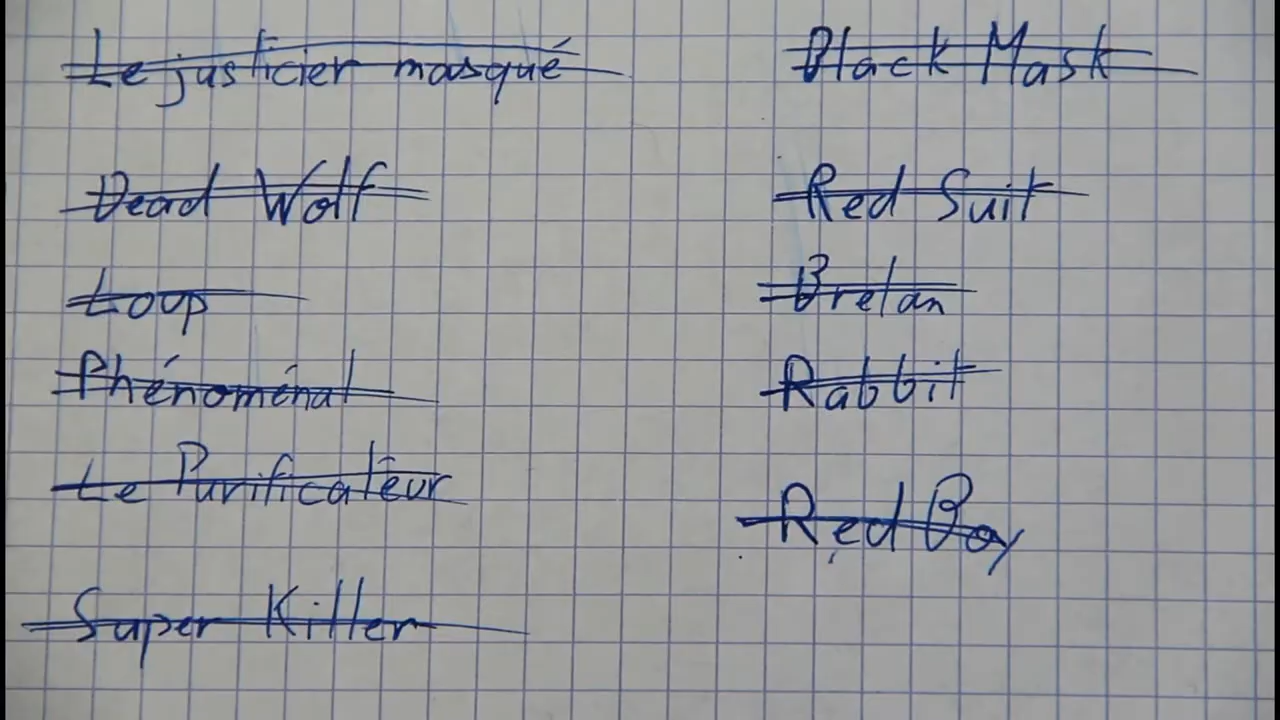 Le justicier masqué
Dead Wolf
Loup
Phénoménal
Le Purificateur
Super Killer
Black Mask
Red Suit
Brelan
Rabbit
Red Boy